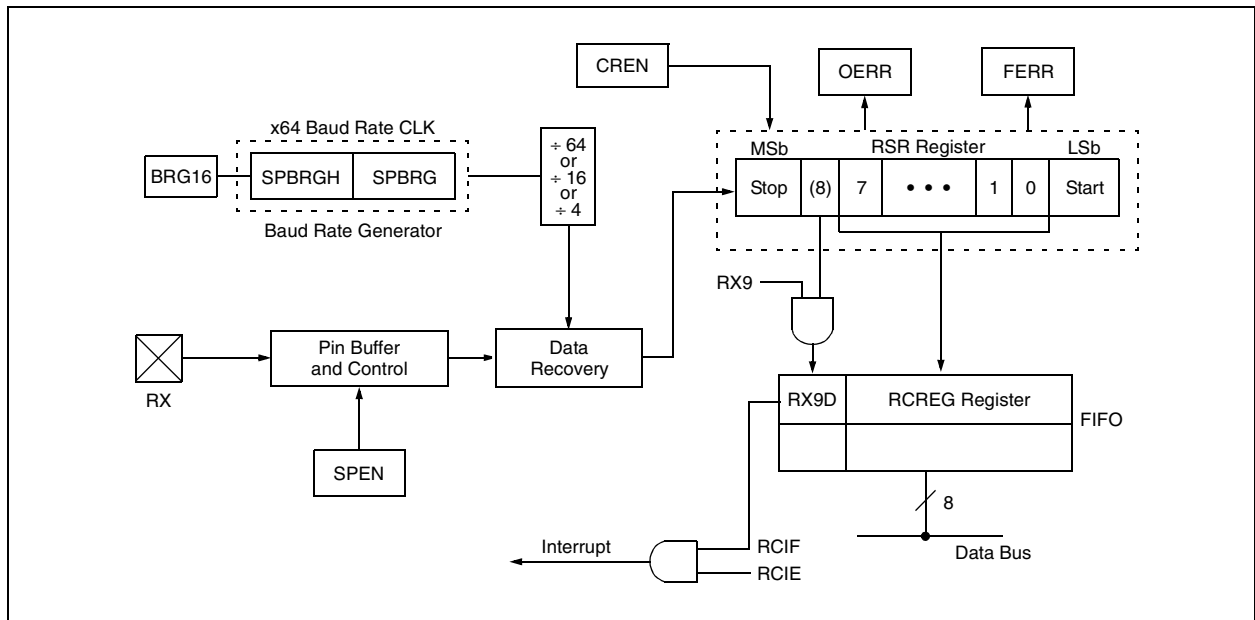 CREN
OERR
FERR
x64 Baud Rate CLK
BRG16
SPBRGH
SPBRG
Baud Rate Generator
÷ 64
or
÷ 16
or
÷ 4
MSb
RSR Register
LSb
Stop
(8)
7
• • •
1
0
Start
RX9
RX
Pin Buffer
and Control
Data
Recovery
SPEN
RX9D
RCREG Register
FIFO
8
Data Bus
Interrupt
RCIF
RCIE